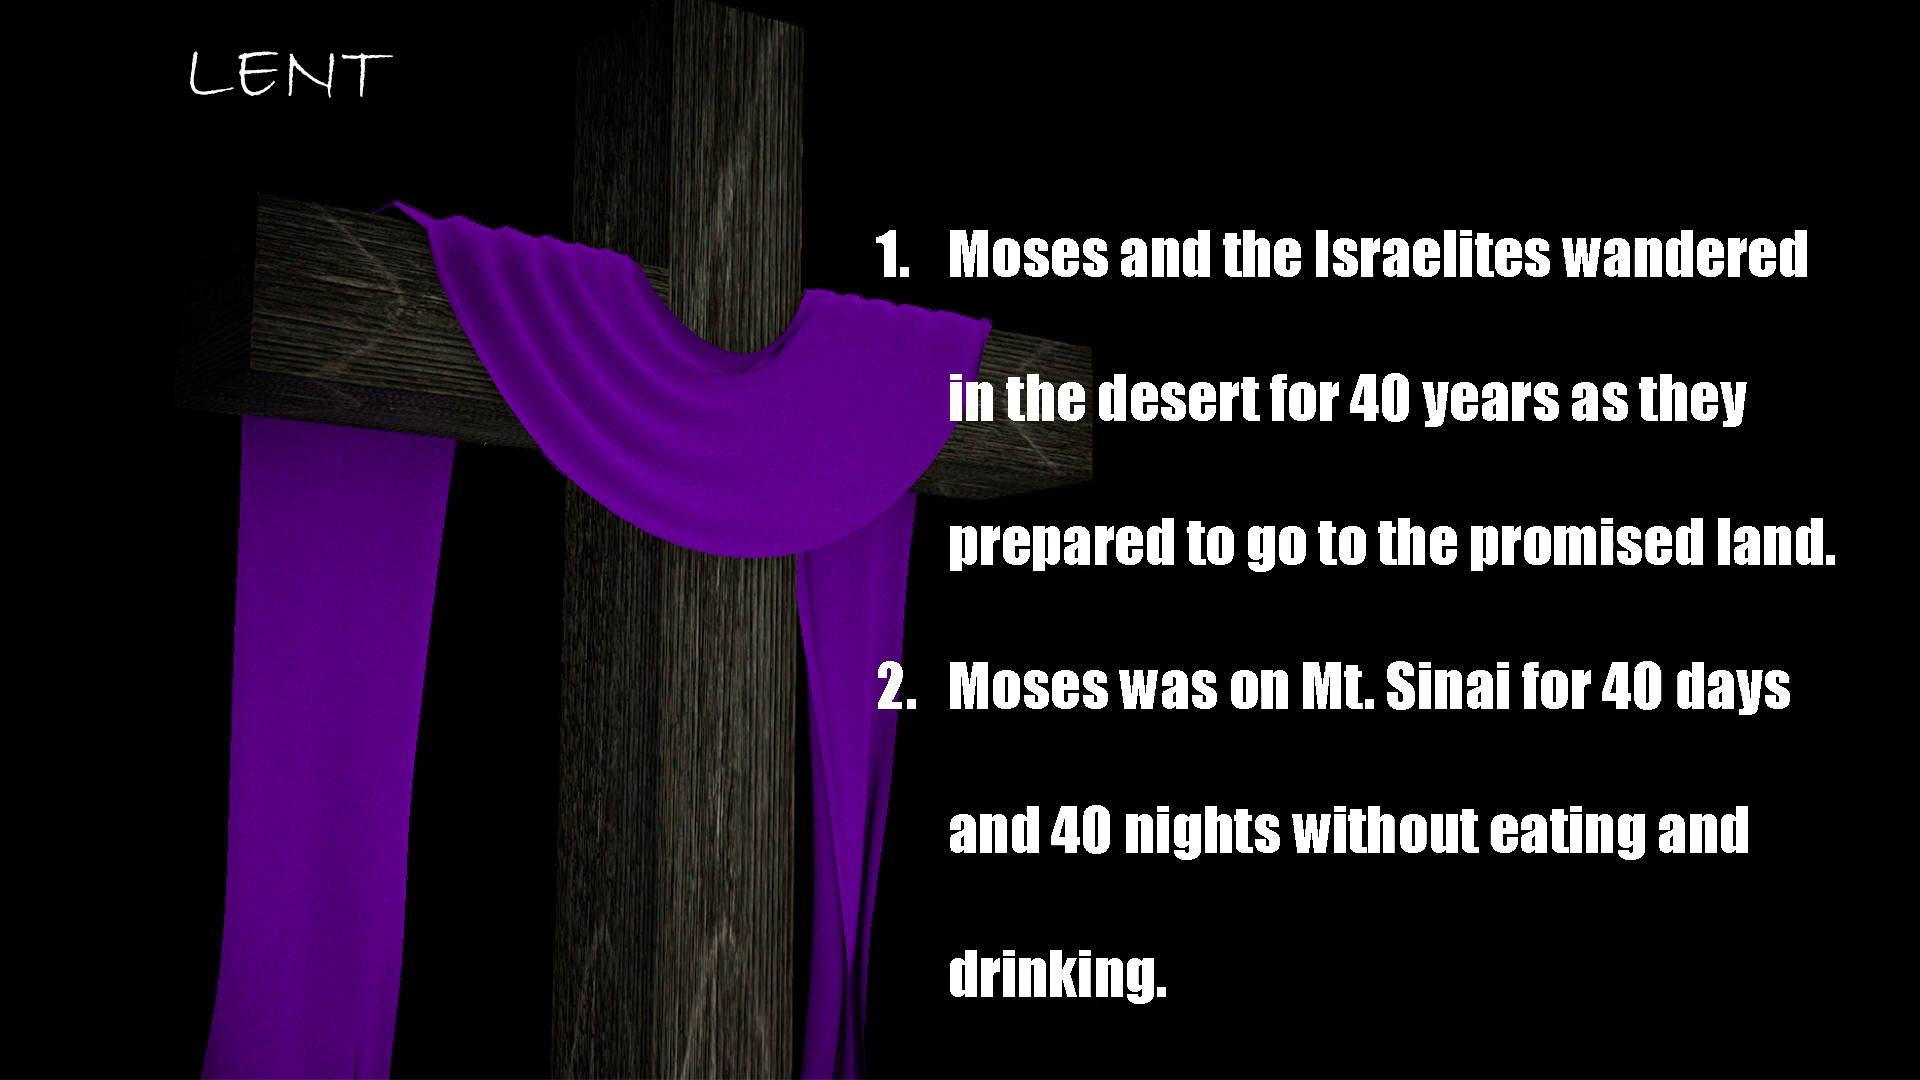 LENT
1. Moses and the Israelites wandered
in the desert for 40 years as they
prepared to go to the promised land.
2. Moses was on Mt. Sinai for 40 days
and 40 nights without eating and
drinking.